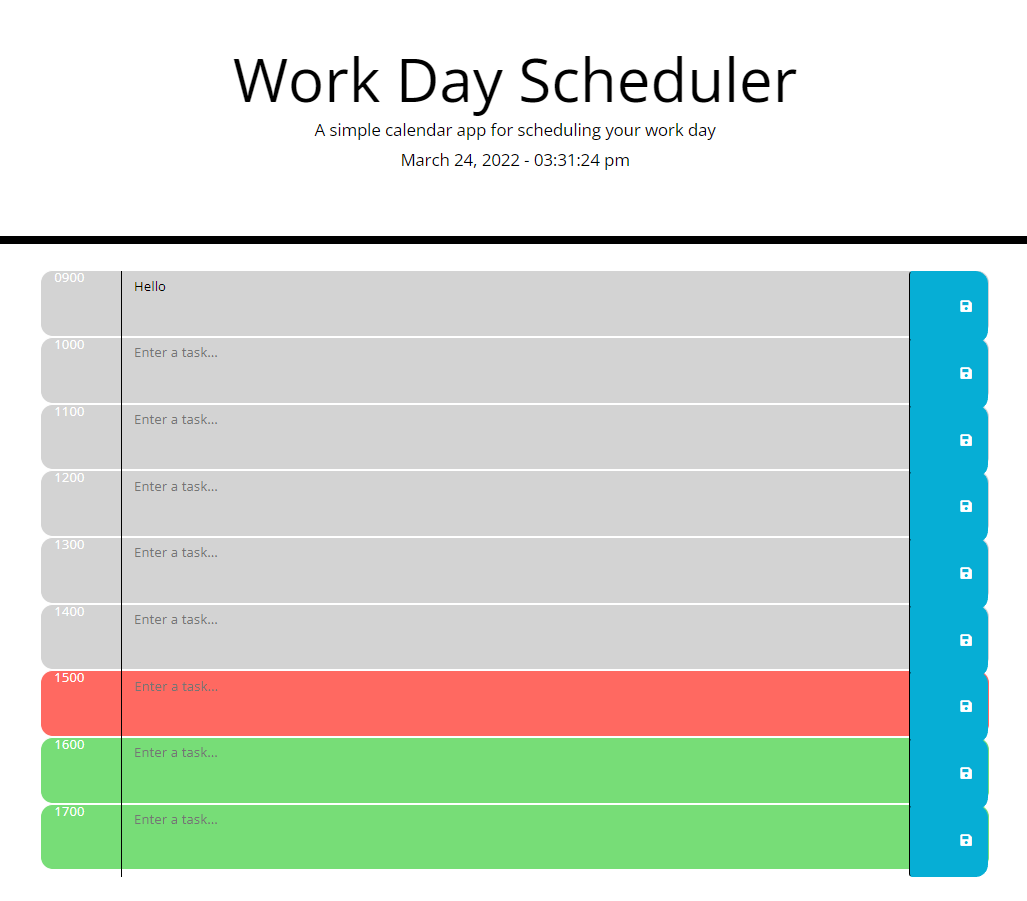 Work Day Scheduler
A simple calendar app for scheduling your work day
March 24, 2022 - 03:31:24 pm
0900
Hello
1000
Enter a task...
1100
Enter a task...
1200
Enter a task...
1300
Enter a task...
1400
Enter a task...
1500
Enter a task...
1600
Enter a task...
1700
Enter a task...